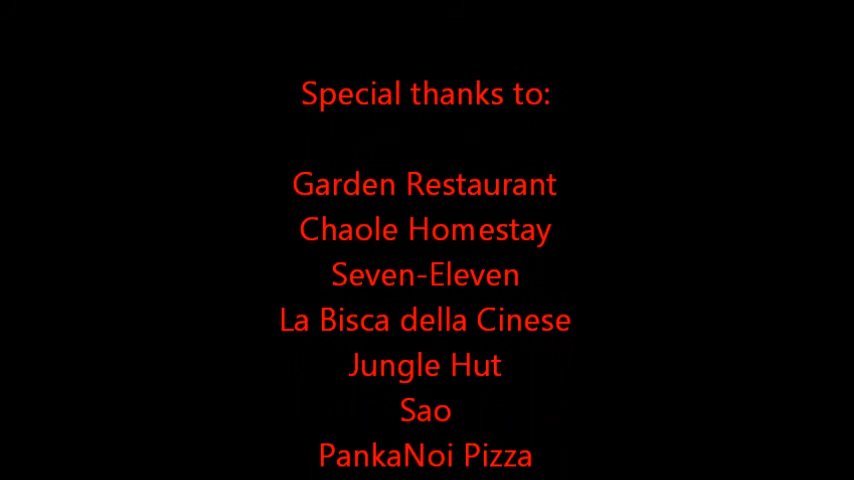 Special thanks to:
Garden Restaurant
Chaole Homestay
Seven-Eleven
La Bisca della Cinese
Jungle Hut
Sao
PankaNoi Pizza